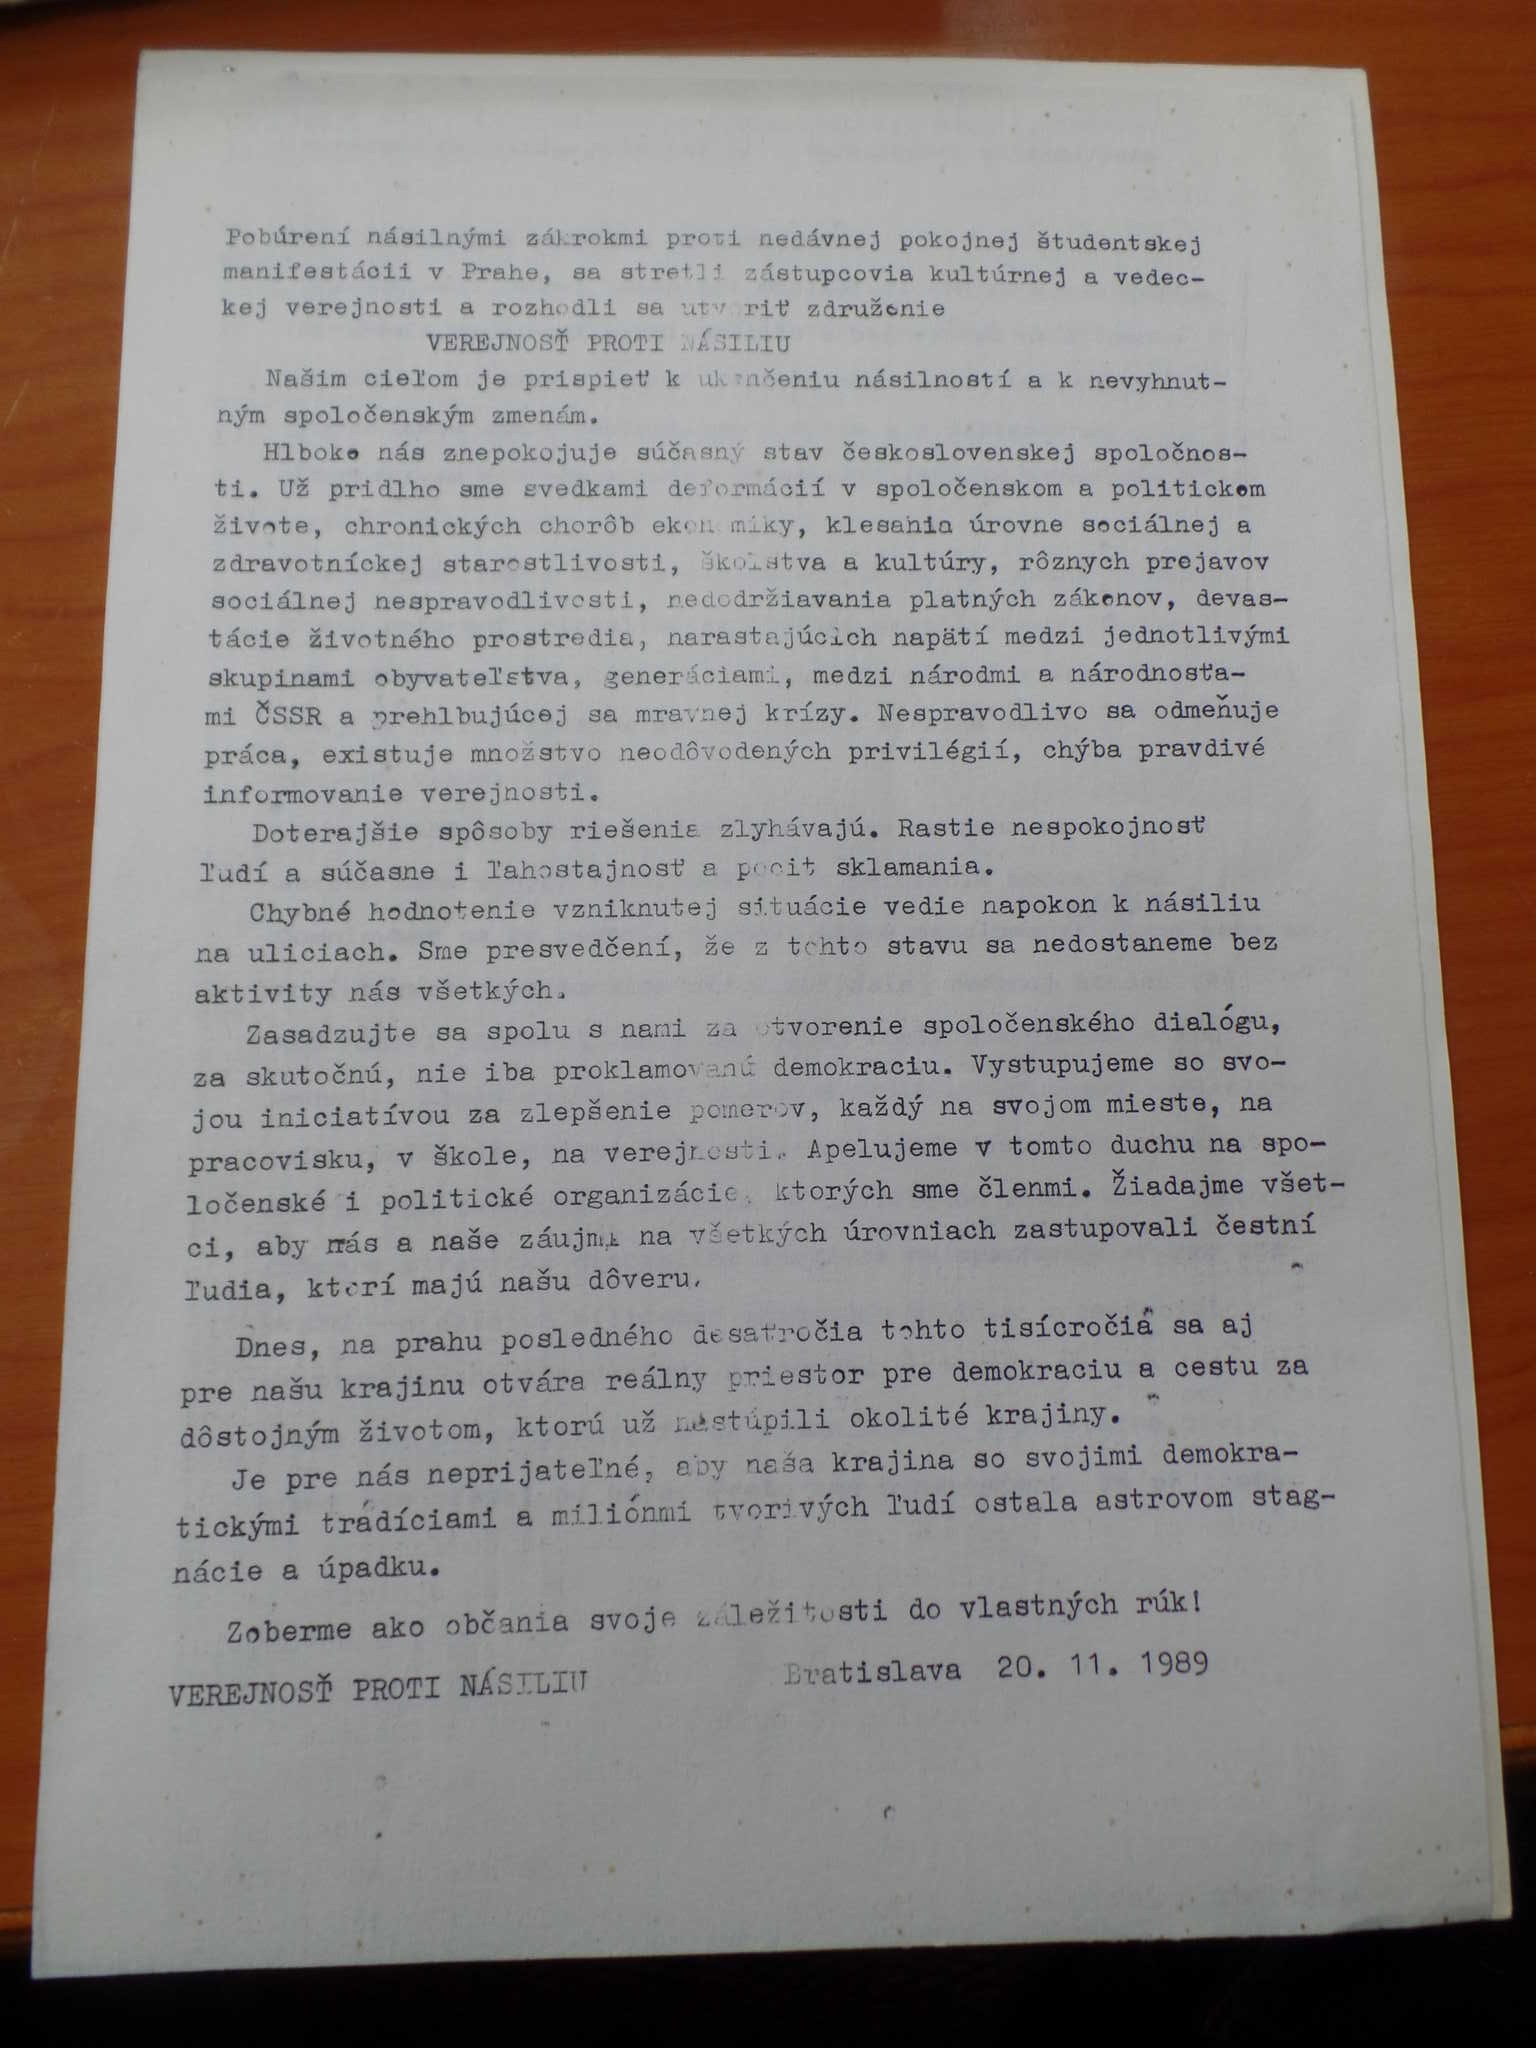 Pobúrení násilnými zákrokmi proti nedávnej pokojnej študentskej
manifestácii v Prahe, sa stretli zástupcovia kultúrnej a vedec-
kej verejnosti a rozhodli sa utvoriť združenie
VEREJNOSŤ PROTI NÁSILIU
Našim cieľom je prispieť k ukončeniu násilností a k nevyhnut-
ným spoločenským zmenám.
Hlboko nás znepokojuje súčasný stav československej spoločnos-
ti. Už pridlho sme svedkami deformácií v spoločenskom a politickom
živote, chronických chorôb ekonomiky, klesania úrovne sociálnej a
zdravotníckej starostlivosti, školstva a kultúry, rôznych prejavov
sociálnej nespravodlivosti, nedodržiavania platných zákonov, devas-
tácie životného prostredia, narastajúcich napätí medzi jednotlivými
skupinami obyvateľstva, generáciami, medzi národmi a národnosťa-
mi ČSSR a prehlbujúcej sa mravnej krízy. Nespravodlivo sa odmeňuje
práca, existuje množstvo neodôvodených privilégií, chýba pravdivé
informovanie verejnosti.
Doterajšie spôsoby riešenia zlyhávajú. Rastie nespokojnosť
ľudí a súčasne i ľahostajnosť a pocit sklamania.
Chybné hodnotenie vzniknutej situácie vedie napokon k násiliu
na uliciach. Sme presvedčení, že z tohto stavu sa nedostaneme bez
aktivity nás všetkých.
Zasadzujte sa spolu s nami za otvorenie spoločenského dialógu,
za skutočnú, nie iba proklamovanú demokraciu. Vystupujeme so svo-
jou iniciatívou za zlepšenie pomerov, každý na svojom mieste, na
pracovisku, v škole, na verejnosti. Apelujeme v tomto duchu na spo-
ločenské i politické organizácie, ktorých sme členmi. Žiadajme všet-
ci, aby nás a naše záujmy na všetkých úrovniach zastupovali čestní
ľudia, ktorí majú našu dôveru.
Dnes, na prahu posledného desaťročia tohto tisícročia sa aj
pre našu krajinu otvára reálny priestor pre demokraciu a cestu za
dôstojným životom, ktorú už nastúpili okolité krajiny.
Je pre nás neprijateľné, aby naša krajina so svojimi demokra-
tickými trádíciami a miliónmi tvorivých ľudí ostala astrovom stag-
nácie a úpadku.
Zoberme ako občania svoje záležitosti do vlastných rúk!
VEREJNOSŤ PROTI NÁSILIU Bratislava 20. 11. 1989